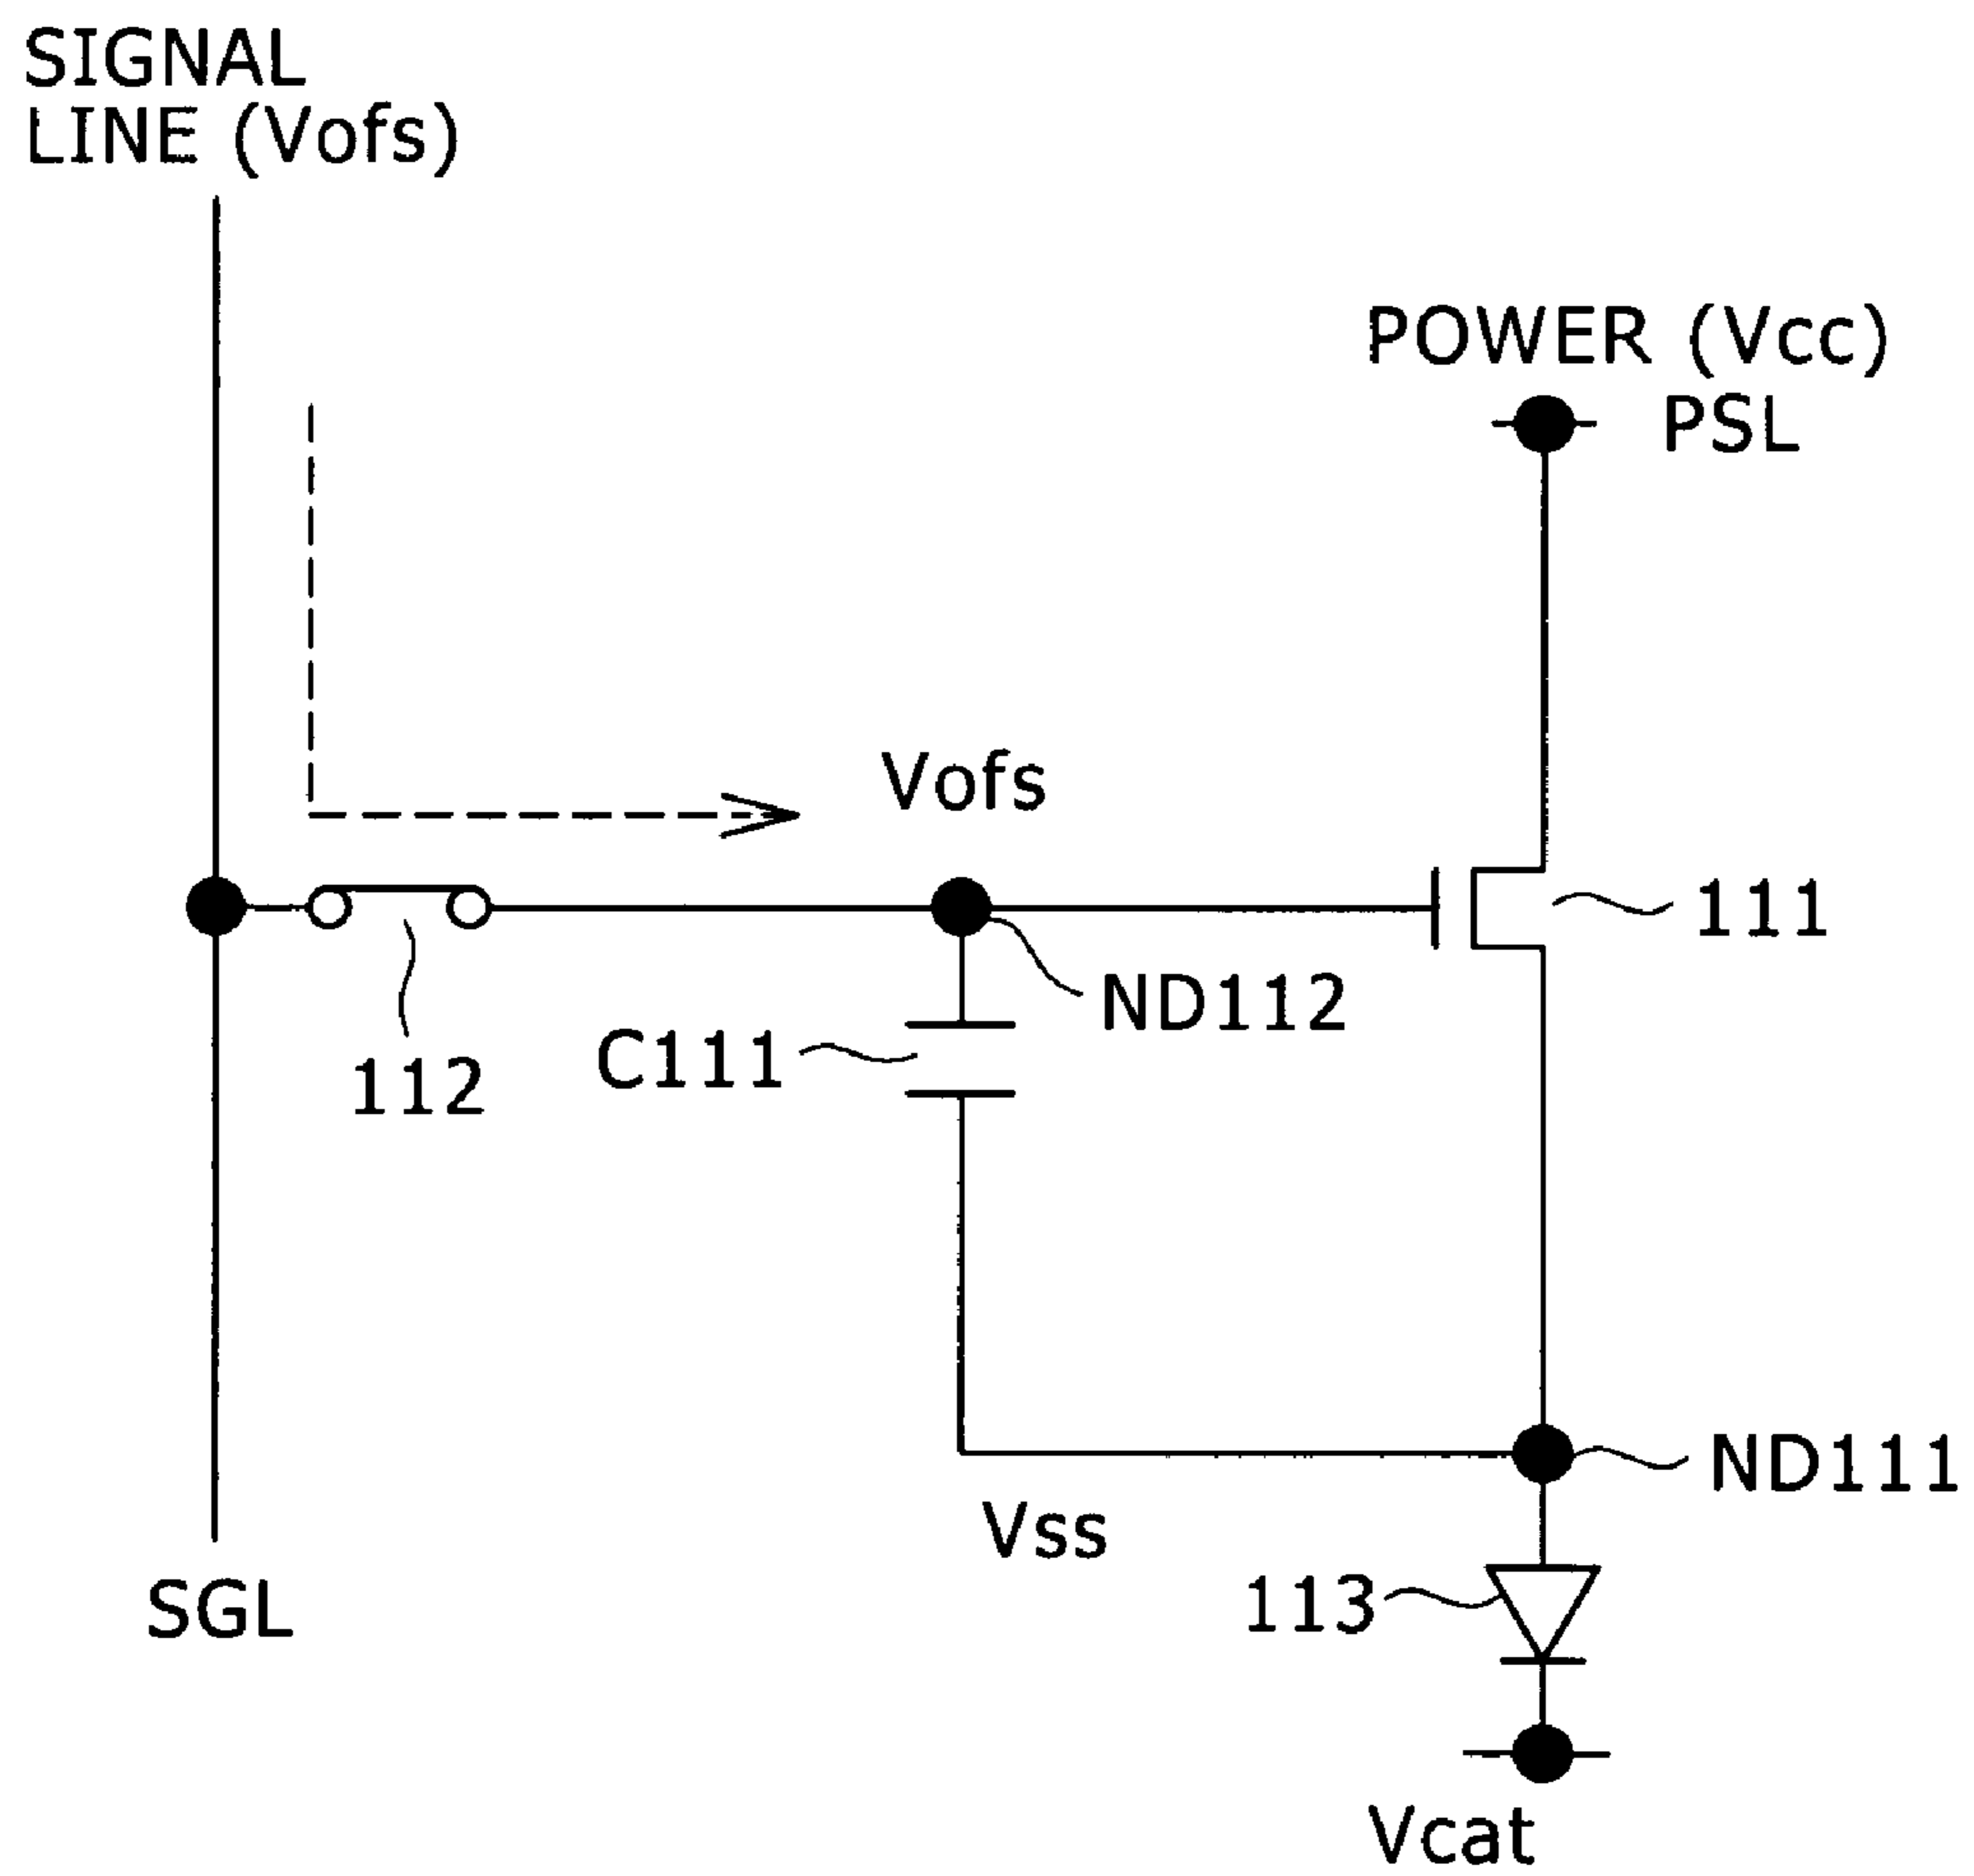 SIGNAL
LINE (Vofs)
POWER (Vcc)
PSL
Vofs
111
ND112
C111
112
ND111
Vss
113
SGL
Vcat